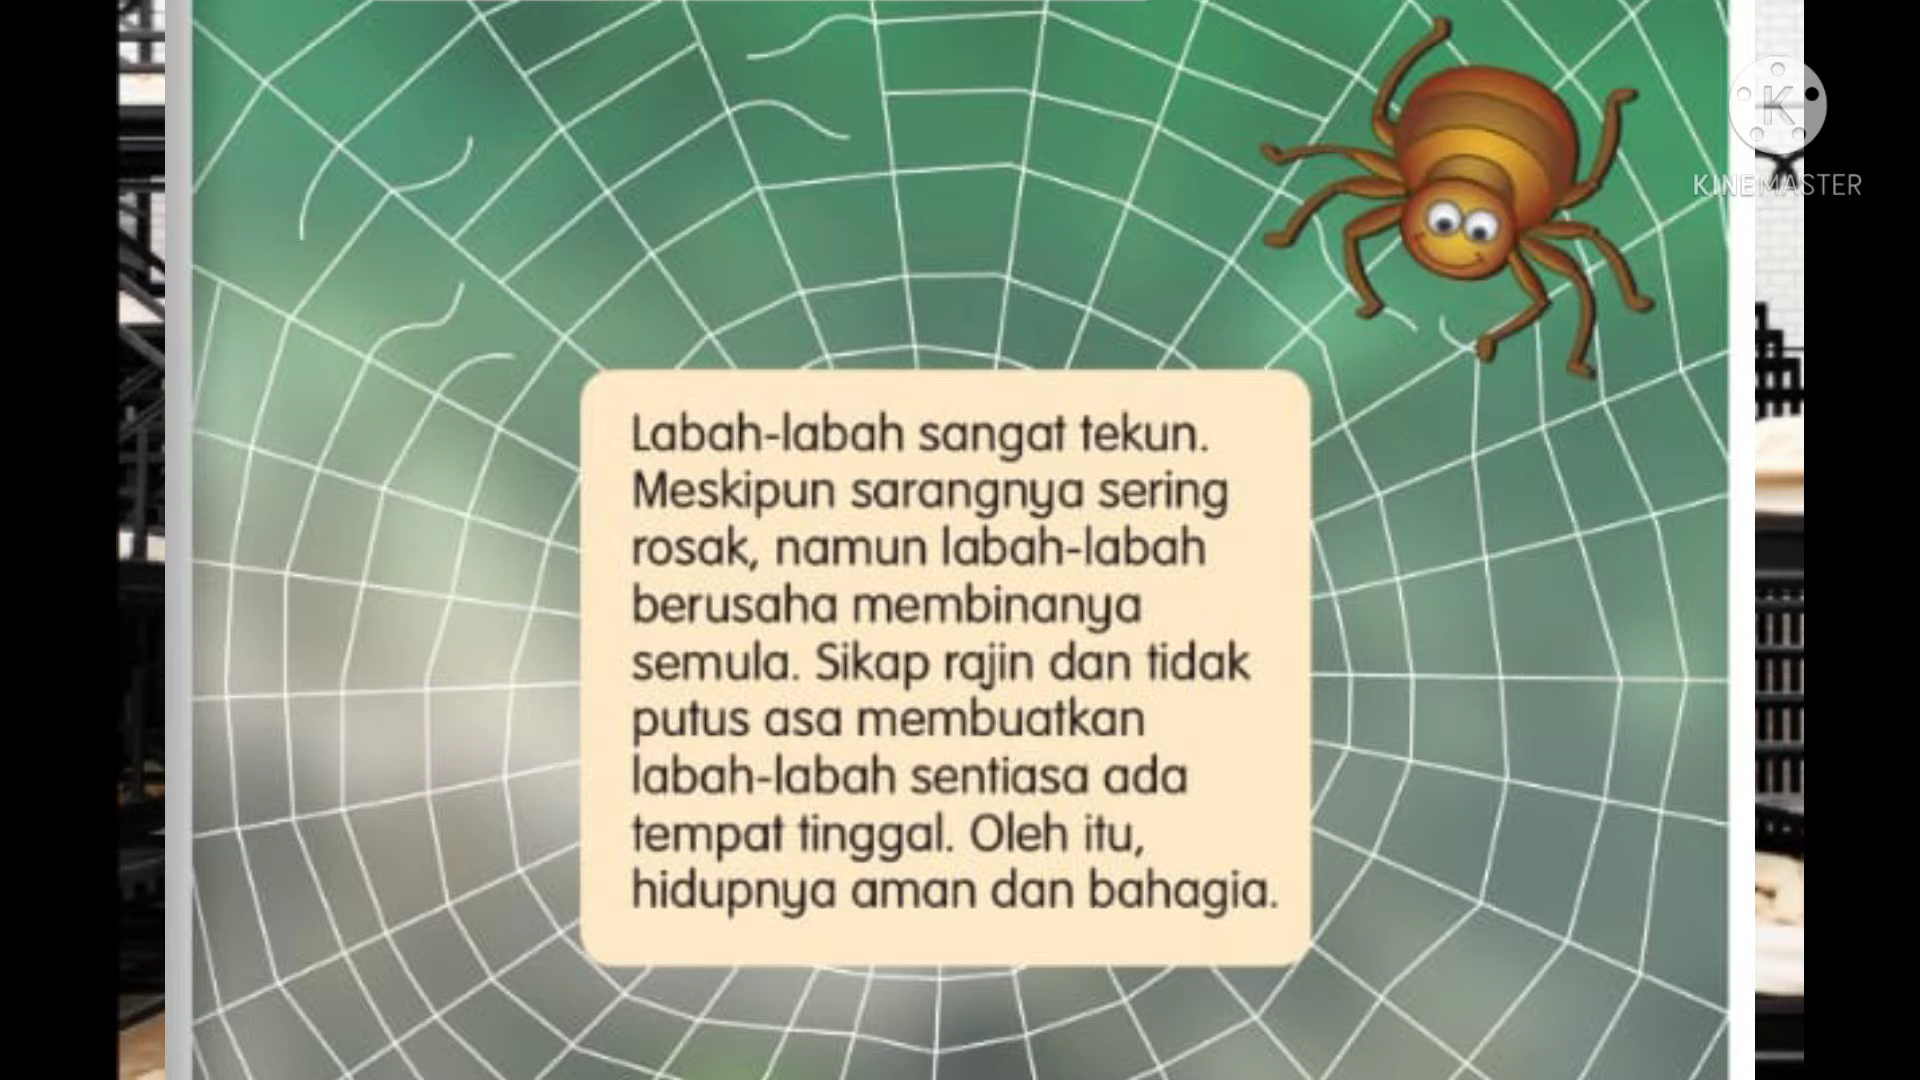 Labah-labah sangat tekun.
Meskipun sarangnya sering
rosak, namun labah-labah
berusaha membinanya
semula. Sikap rajin dan tidak
putus asa membuatkan
labah-labah sentiasa ada
tempat tinggal. Oleh itu,
hidupnya aman dan bahagia.
K
KINEMASTER